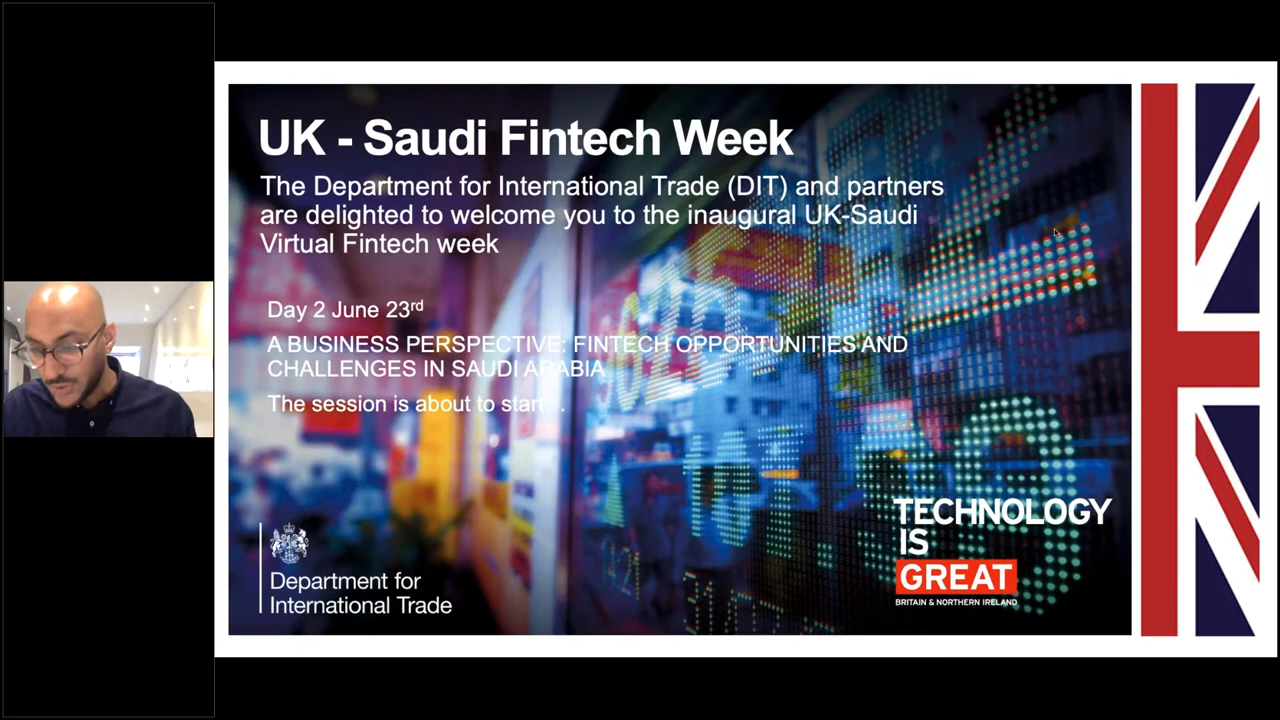 UK - Saudi Fintech Week
The Department for International Trade (DIT) and partners
are delighted to welcome you to the inaugural UK-Saudi
Virtual Fintech week
Day 2 June 23rd
A BUSINESS PERSPECTIVE: FINTECH OPPORTUNITIES AND
CHALLENGES IN SAUDI ARABIA
The session is about to start…
TECHNOLOGY
IS
GREAT
BRITAIN & NORTHERN IRELAND
Department for
International Trade